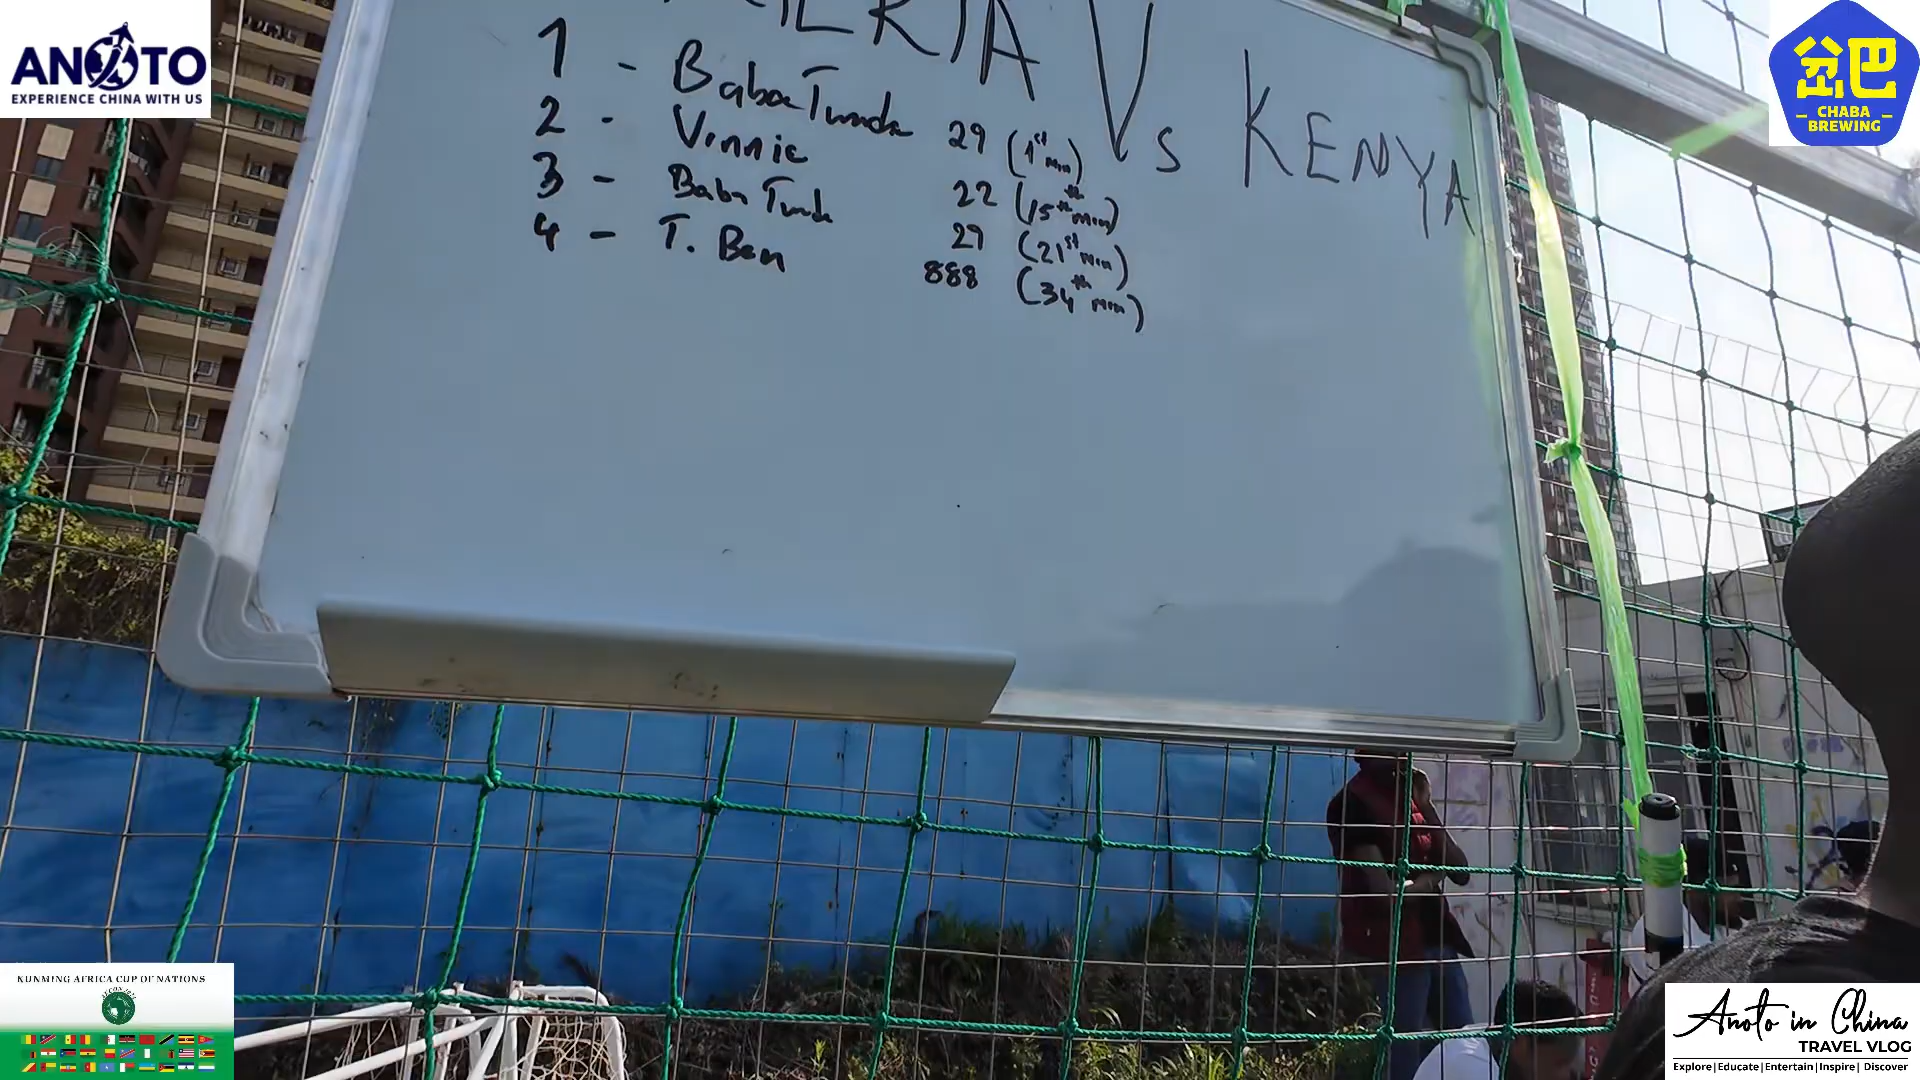 ANOTO
EXPERIENCE CHINA WITH US
岔巴
CHABA
BREWING
ERIA Vs KENYA
1 - Baba Tunde 29 (1st min)
2 - Vinnie 22 (15th min)
3 - Baba Tunde 29 (21st min)
4 - T. Ben 888 (34th min)
KUNMING AFRICA CUP OF NATIONS
Anoto in China
TRAVEL VLOG
Explore|Educate|Entertain|Inspire| Discover